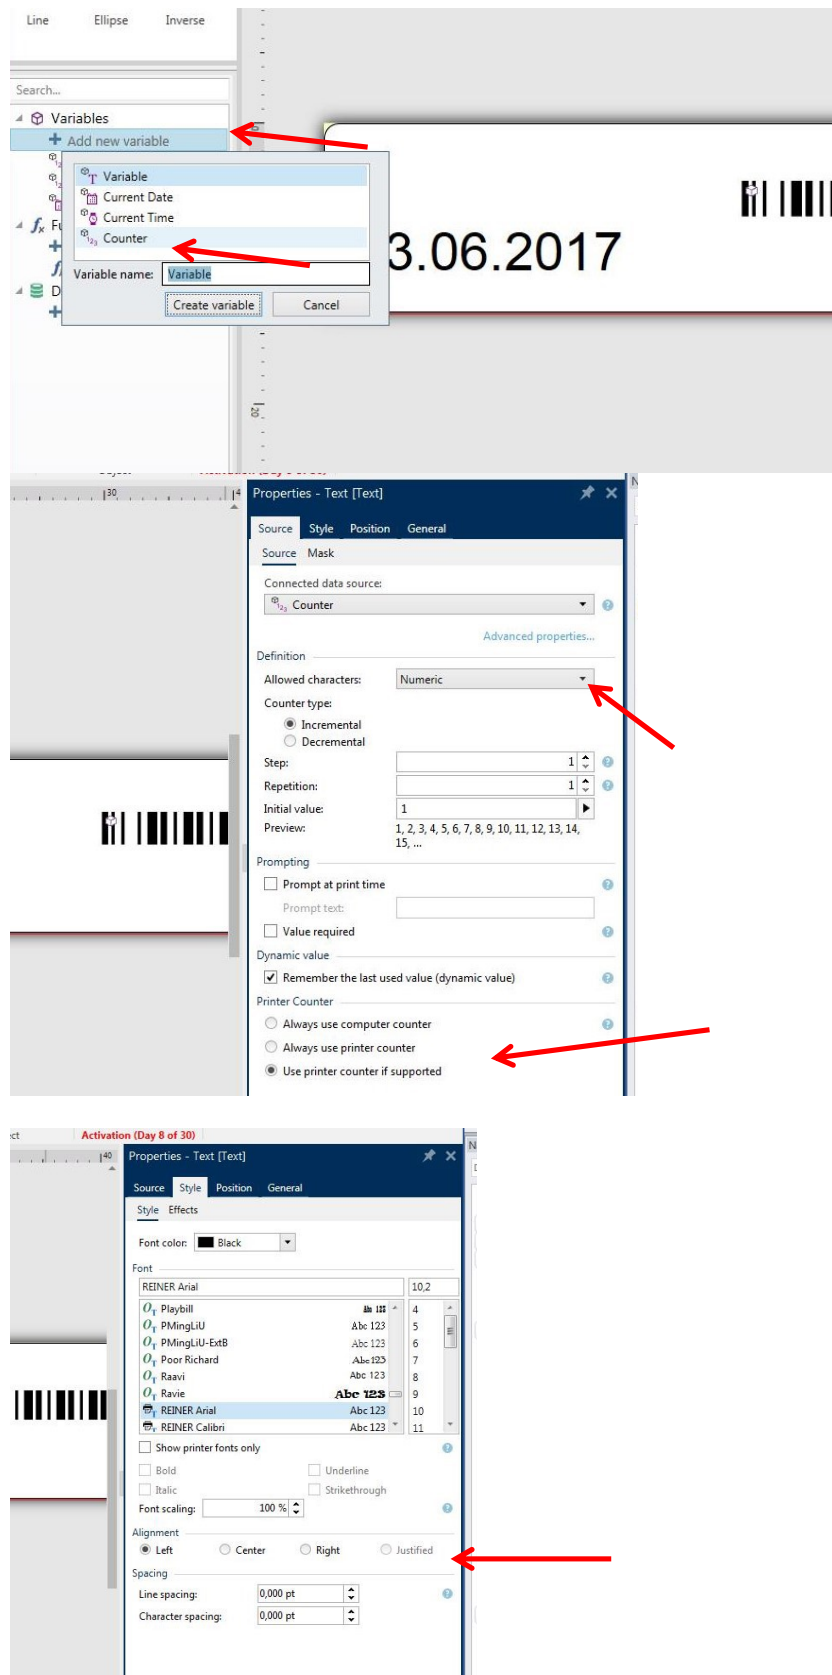 Line Ellipse Inverse
Search...
Variables
Add new variable
Variable
Current Date
Current Time
Counter
Variable name: Variable
Create variable Cancel
3.06.2017
20
30 4
Properties - Text [Text]
Source Style Position General
Source Mask
Connected data source:
Counter
Advanced properties...
Definition
Allowed characters: Numeric
Counter type:
Incremental
Decremental
Step: 1
Repetition: 1
Initial value: 1
Preview: 1, 2, 3, 4, 5, 6, 7, 8, 9, 10, 11, 12, 13, 14,
15, ...
Prompting
Prompt at print time
Prompt text:
Value required
Dynamic value
Remember the last used value (dynamic value)
Printer Counter
Always use computer counter
Always use printer counter
Use printer counter if supported
ect Activation (Day 8 of 30)
40
Properties - Text [Text]
Source Style Position General
Style Effects
Font color: Black
Font
REINER Arial 10,2
Playbill Abc 123 4
PMingLiU Abc 123 5
PMingLiU-ExtB Abc 123 6
Poor Richard Abc 123 7
Raavi Abc 123 8
Ravie Abc 123 9
REINER Arial Abc 123 10
REINER Calibri Abc 123 11
Show printer fonts only
Bold Underline
Italic Strikethrough
Font scaling: 100 %
Alignment
Left Center Right Justified
Spacing
Line spacing: 0,000 pt
Character spacing: 0,000 pt